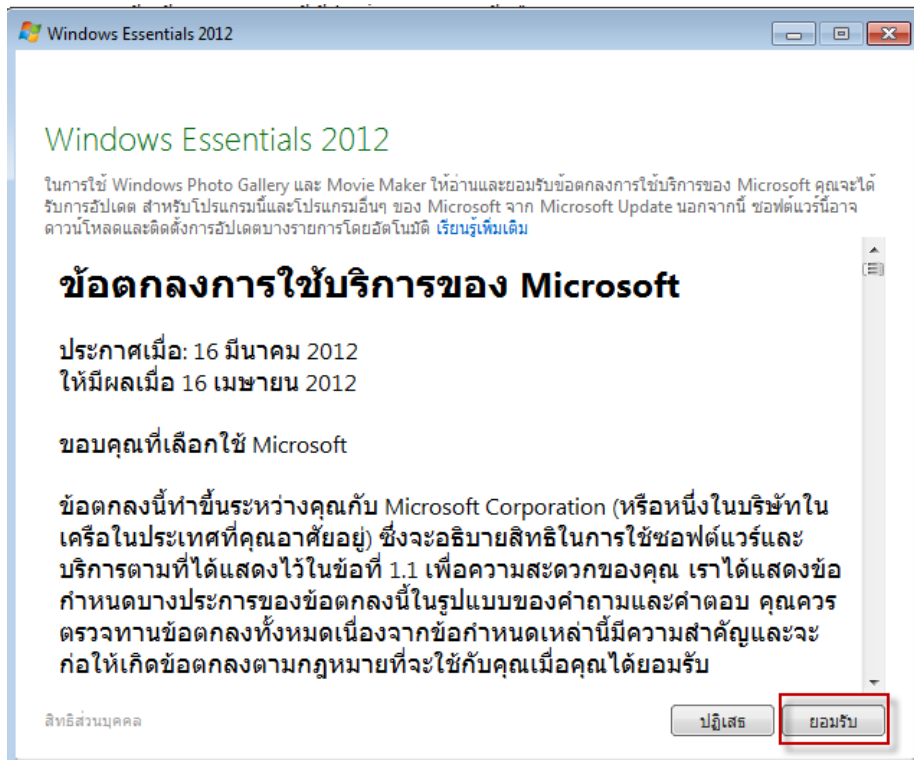 Windows Essentials 2012
Windows Essentials 2012
ในการใช้ Windows Photo Gallery และ Movie Maker ให้อ่านและยอมรับข้อตกลงการใช้บริการของ Microsoft คุณจะได้
รับการอัปเดต สำหรับโปรแกรมนี้และโปรแกรมอื่นๆ ของ Microsoft จาก Microsoft Update นอกจากนี้ ซอฟต์แวร์นี้อาจ
ดาวน์โหลดและติดตั้งการอัปเดตบางรายการโดยอัตโนมัติ เรียนรู้เพิ่มเติม
ข้อตกลงการใช้บริการของ Microsoft
ประกาศเมื่อ: 16 มีนาคม 2012
ให้มีผลเมื่อ 16 เมษายน 2012
ขอบคุณที่เลือกใช้ Microsoft
ข้อตกลงนี้ทำขึ้นระหว่างคุณกับ Microsoft Corporation (หรือหนึ่งในบริษัทใน
เครือในประเทศที่คุณอาศัยอยู่) ซึ่งจะอธิบายสิทธิในการใช้ซอฟต์แวร์และ
บริการตามที่ได้แสดงไว้ในข้อที่ 1.1 เพื่อความสะดวกของคุณ เราได้แสดงข้อ
กำหนดบางประการของข้อตกลงนี้ในรูปแบบของคำถามและคำตอบ คุณควร
ตรวจทานข้อตกลงทั้งหมดเนื่องจากข้อกำหนดเหล่านี้มีความสำคัญและจะ
ก่อให้เกิดข้อตกลงตามกฎหมายที่จะใช้กับคุณเมื่อคุณได้ยอมรับ
สิทธิส่วนบุคคล
ปฏิเสธ
ยอมรับ